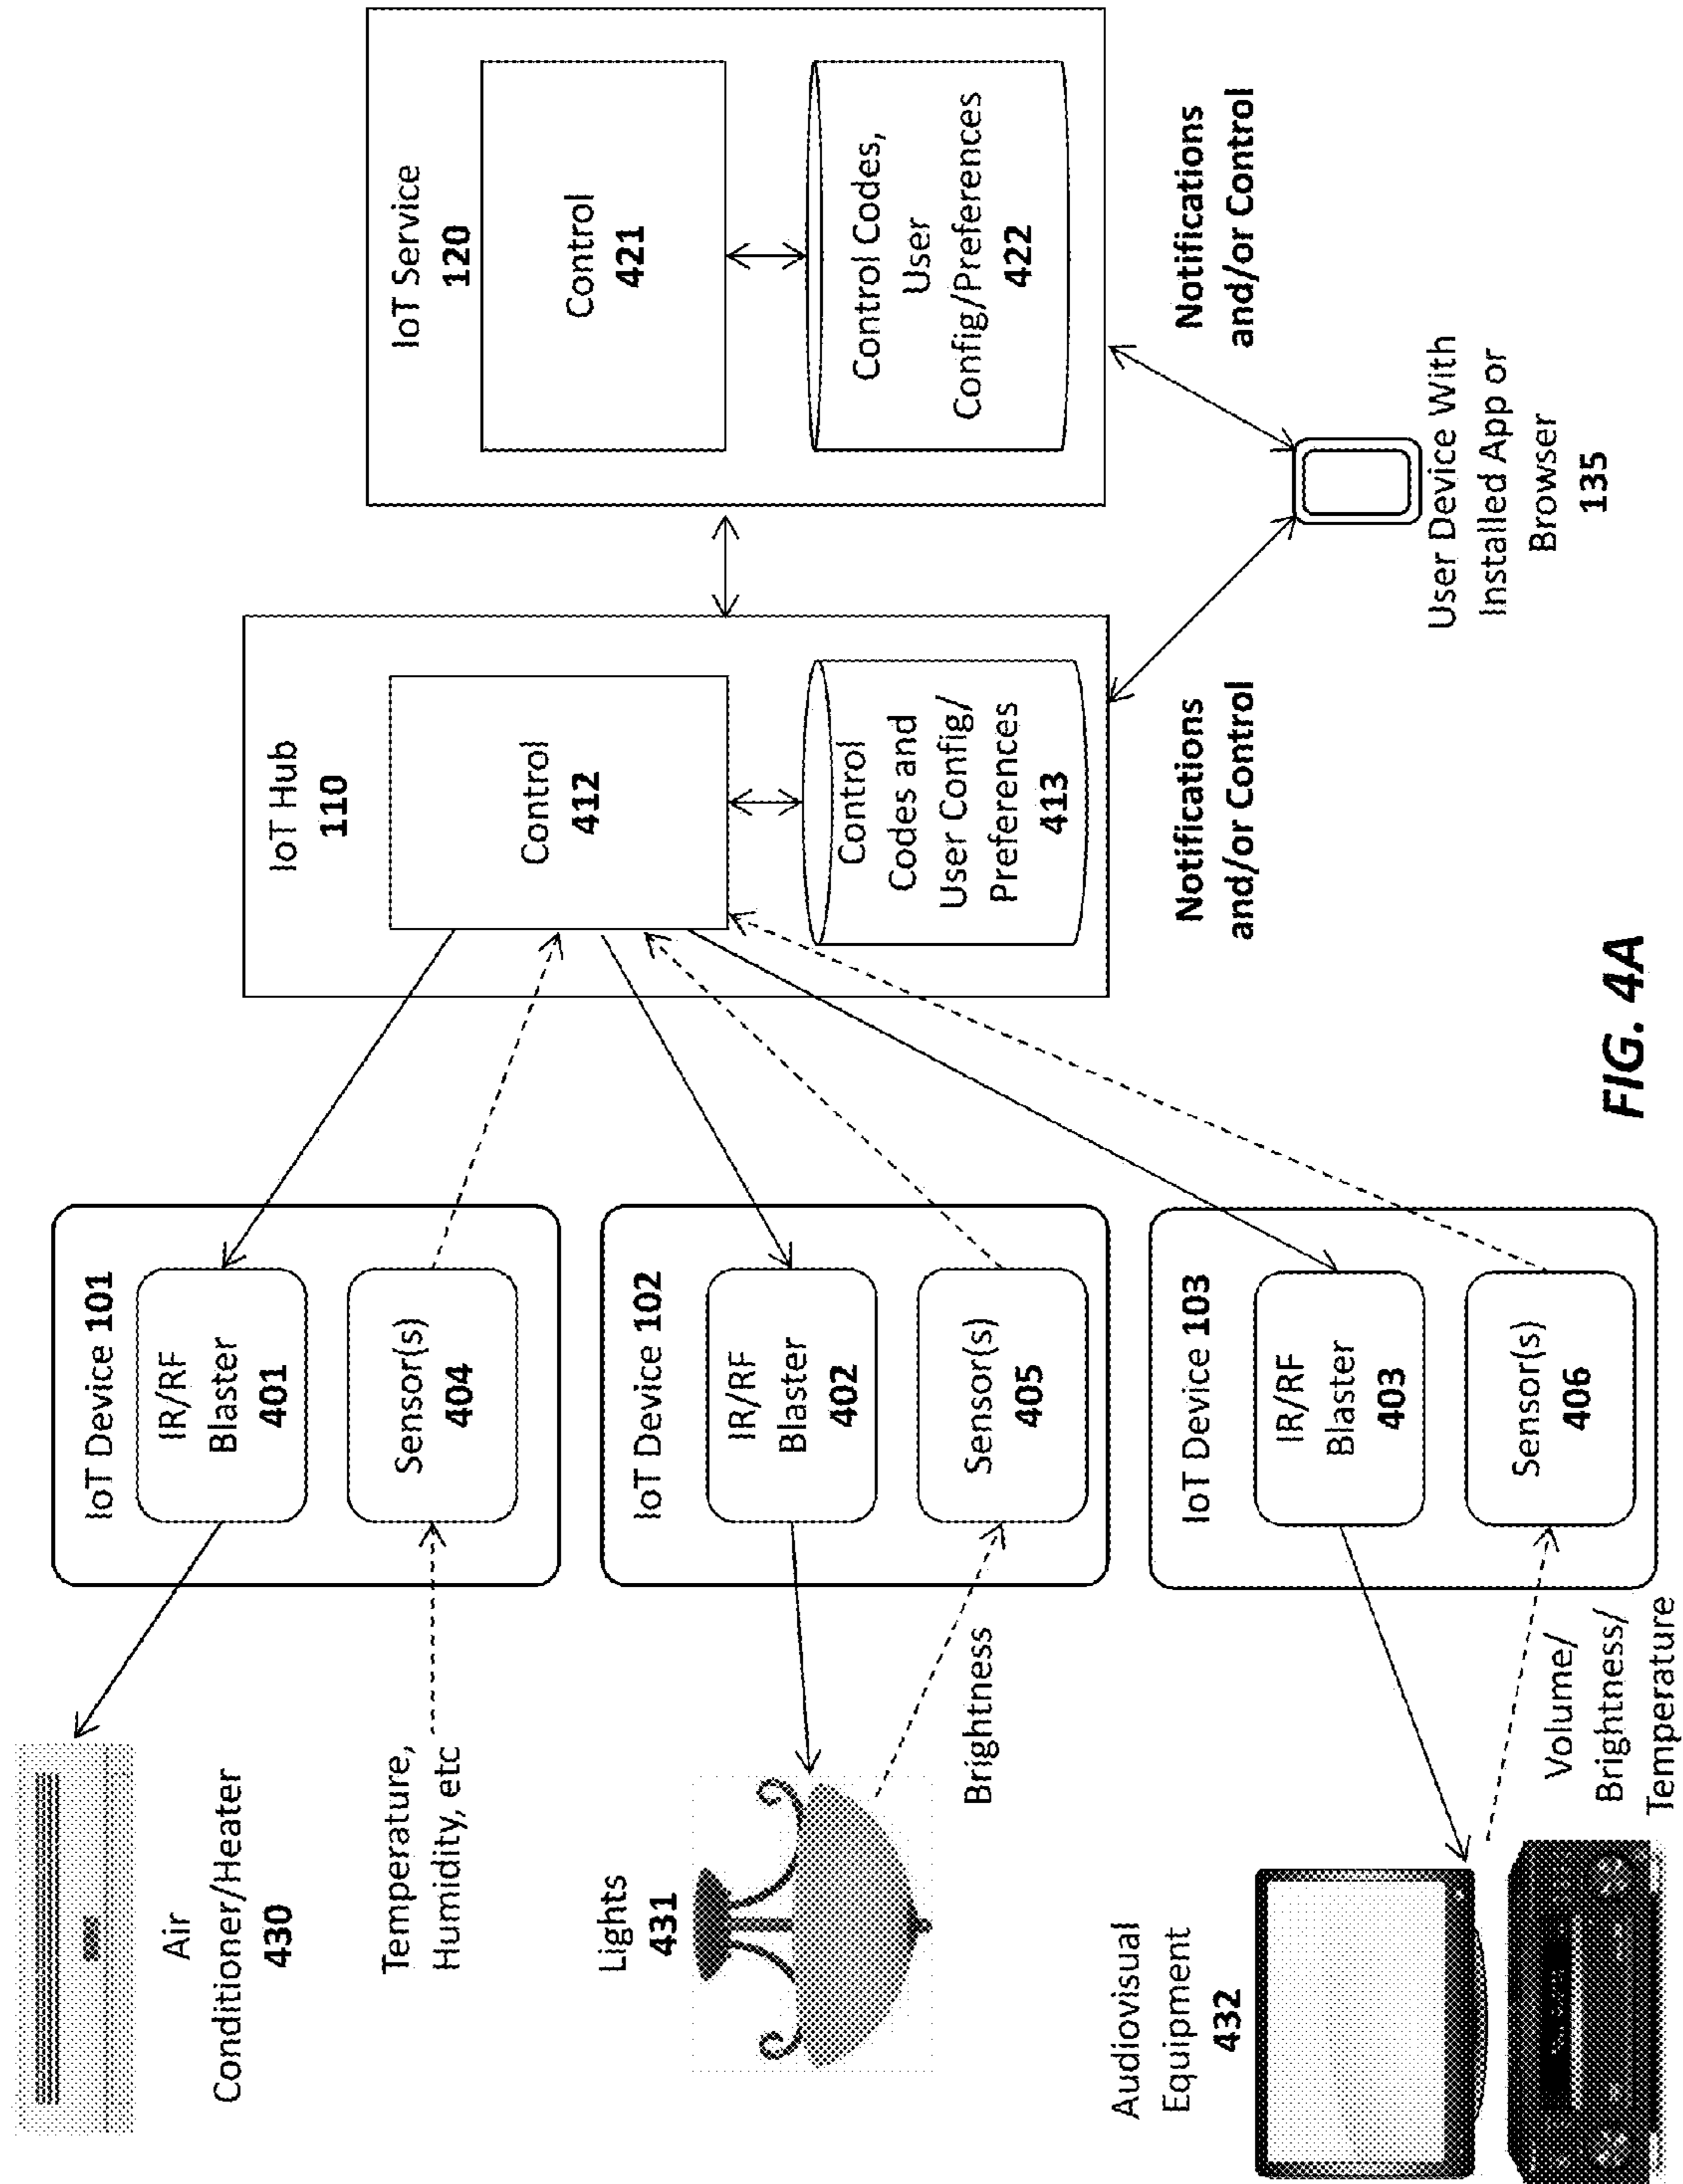 Air
Conditioner/Heater
430
Temperature,
Humidity, etc
Lights
431
Brightness
Audiovisual
Equipment
432
Volume/
Brightness/
Temperature
IoT Device 101
IR/RF
Blaster
401
Sensor(s)
404
IoT Device 102
IR/RF
Blaster
402
Sensor(s)
405
IoT Device 103
IR/RF
Blaster
403
Sensor(s)
406
IoT Hub
110
Control
412
Control
Codes and
User Config/
Preferences
413
Notifications
and/or Control
IoT Service
120
Control
421
Control Codes,
User
Config/Preferences
422
Notifications
and/or Control
User Device With
Installed App or
Browser
135
FIG. 4A